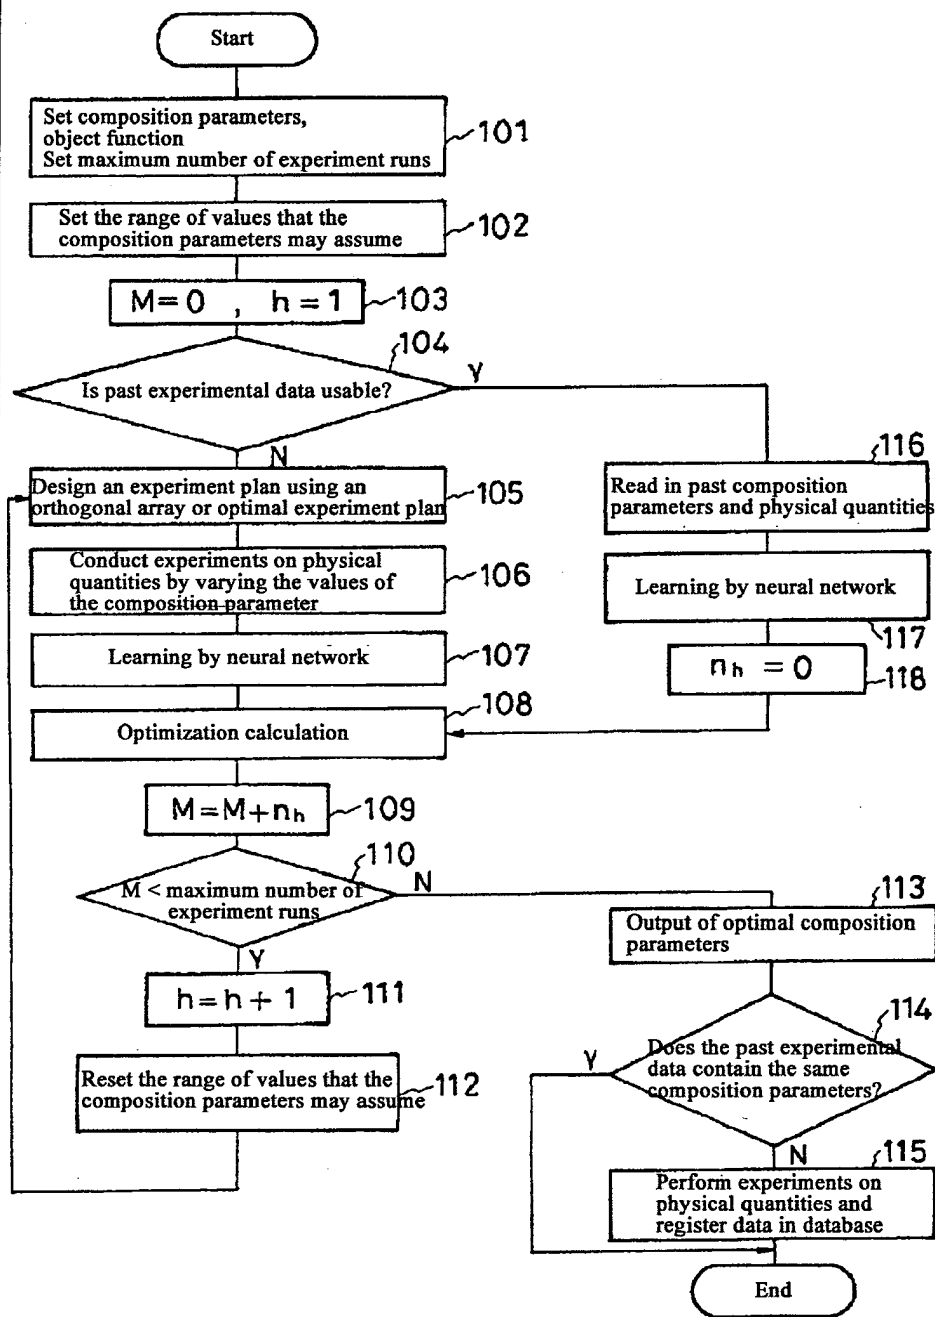 Start
Set composition parameters,
object function
Set maximum number of experiment runs
101
Set the range of values that the
composition parameters may assume
102
M=0 , h=1
103
104
Is past experimental data usable?
Y
N
Design an experiment plan using an
orthogonal array or optimal experiment plan
105
Conduct experiments on physical
quantities by varying the values of
the composition parameter
106
Learning by neural network
107
108
Optimization calculation
116
Read in past composition
parameters and physical quantities
Learning by neural network
117
nh = 0
118
M=M+nh
109
110
M < maximum number of
experiment runs
N
Y
h=h+1
111
Reset the range of values that the
composition parameters may assume
112
113
Output of optimal composition
parameters
114
Does the past experimental
data contain the same
composition parameters?
Y
N
115
Perform experiments on
physical quantities and
register data in database
End